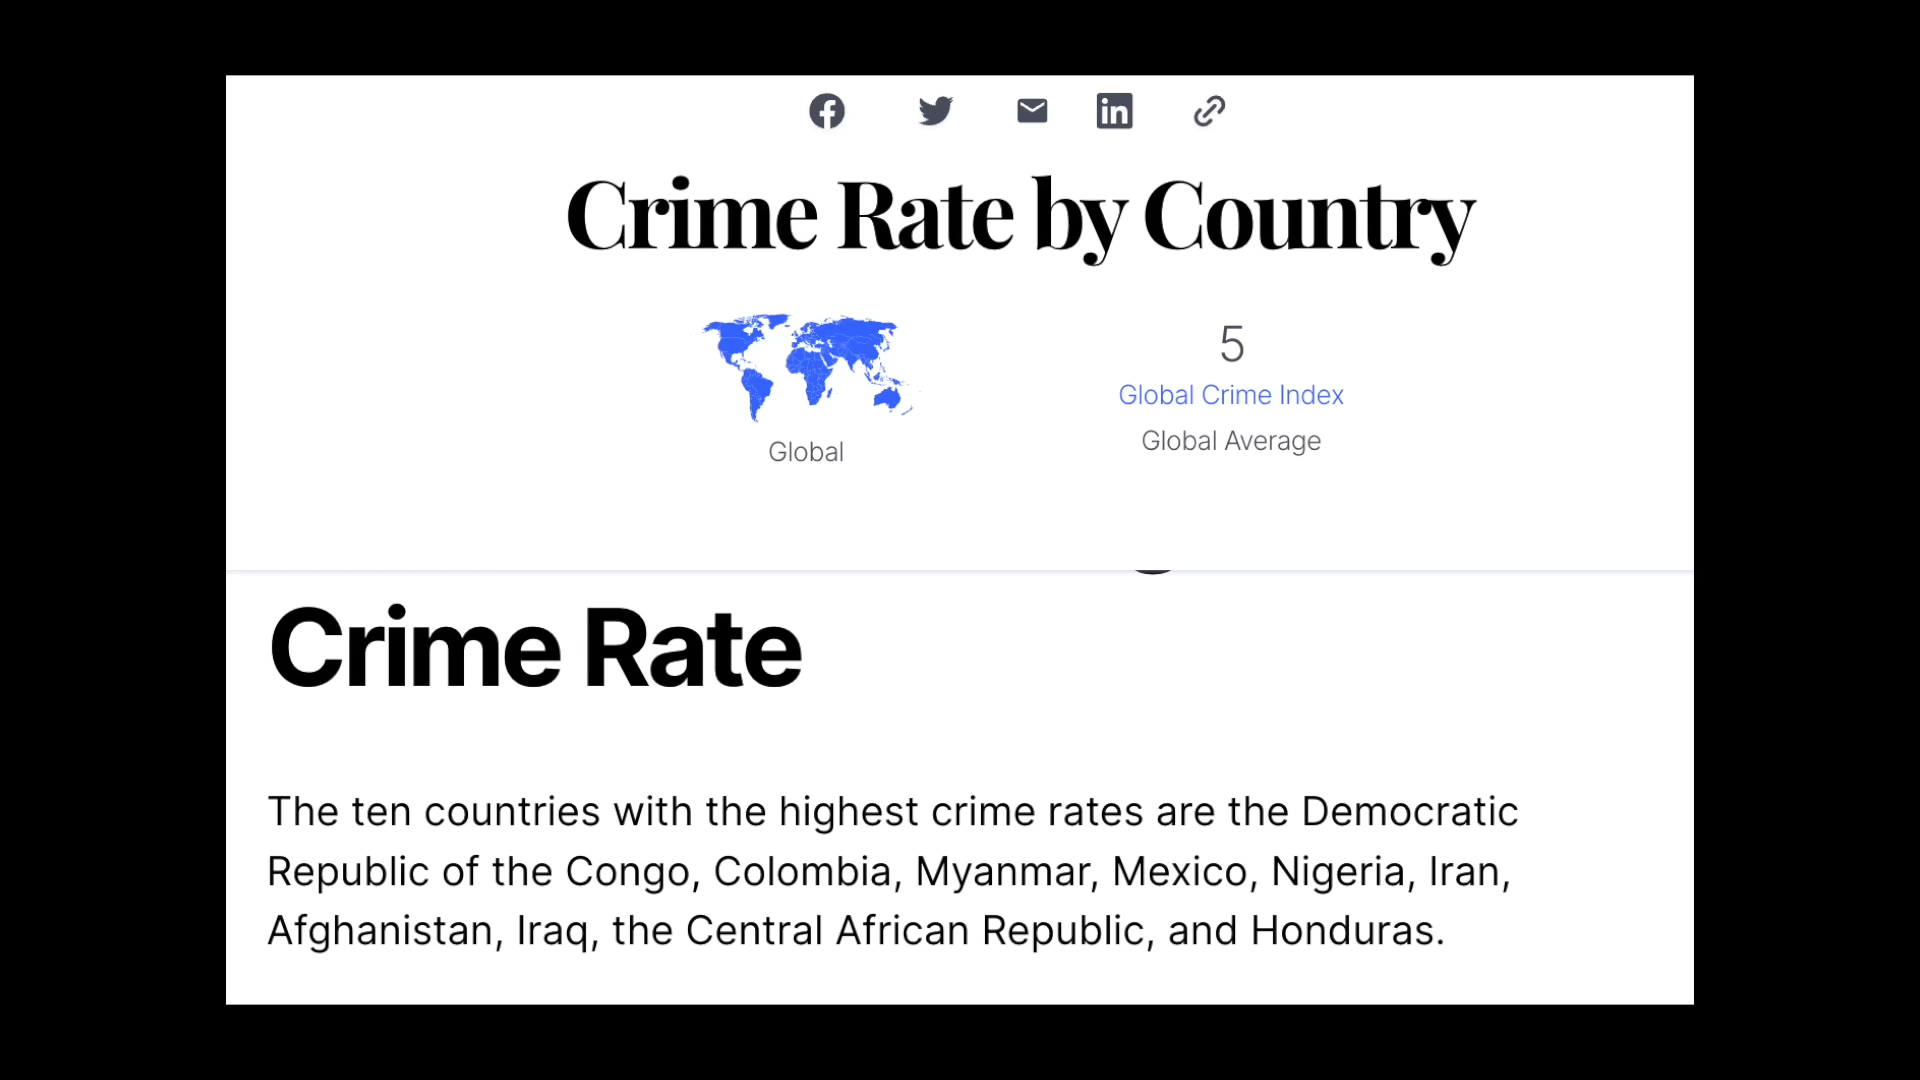 Crime Rate by Country
5
Global Crime Index
Global Average
Global
Crime Rate
The ten countries with the highest crime rates are the Democratic
Republic of the Congo, Colombia, Myanmar, Mexico, Nigeria, Iran,
Afghanistan, Iraq, the Central African Republic, and Honduras.